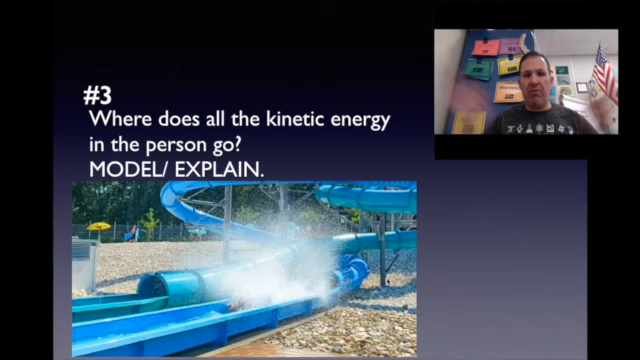 #3
Where does all the kinetic energy
in the person go?
MODEL/ EXPLAIN.